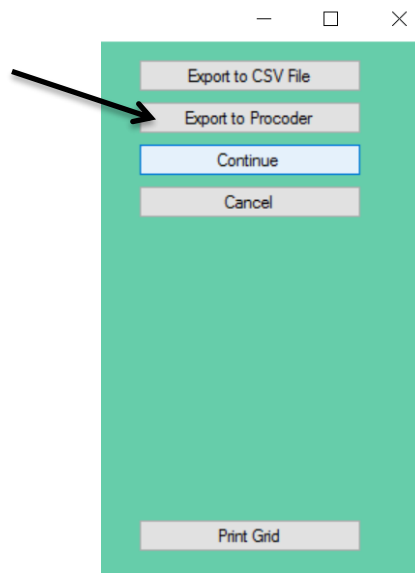 Export to CSV File
Export to Procoder
Continue
Cancel
Print Grid